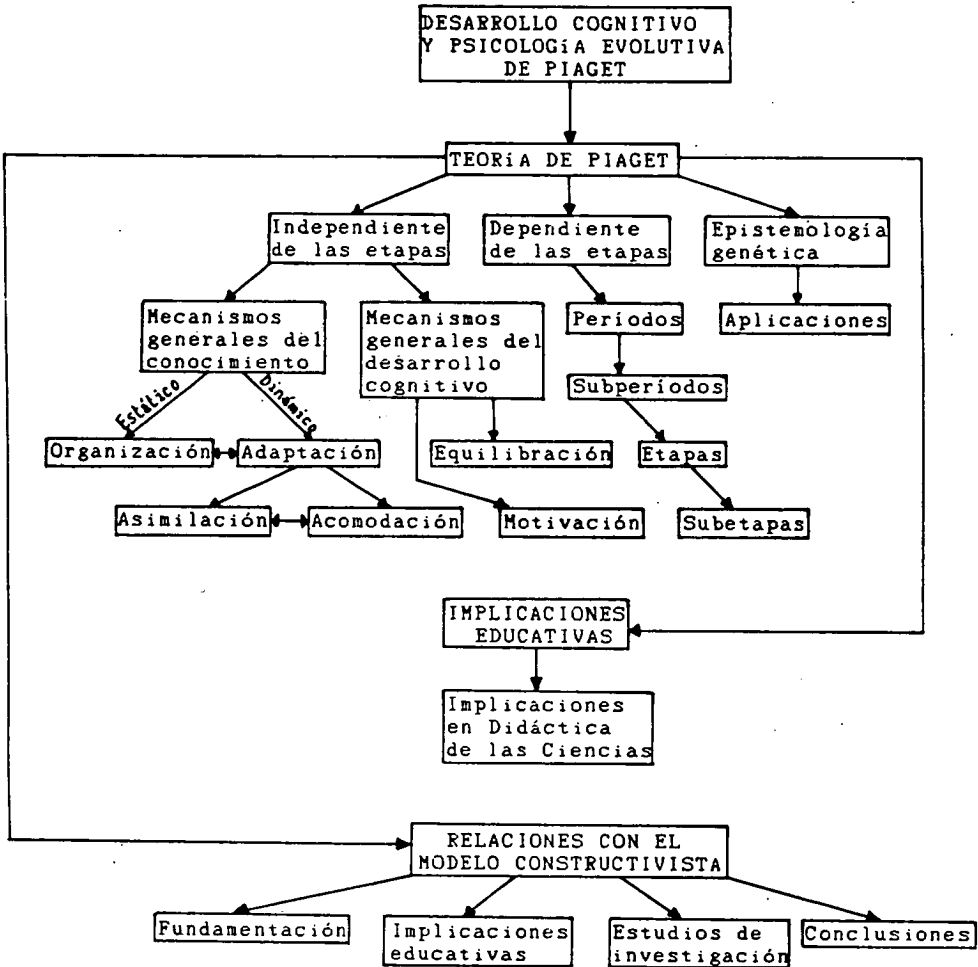 DESARROLLO COGNITIVO
Y PSICOLOGíA EVOLUTIVA
DE PIAGET
TEORíA DE PIAGET
Independiente
de las etapas
Dependiente
de las etapas
Epistemología
genética
Mecanismos
generales del
conocimiento
Mecanismos
generales del
desarrollo
cognitivo
Períodos
Aplicaciones
Subperíodos
Estático
Dinámico
Organización
Adaptación
Equilibración
Etapas
Asimilación
Acomodación
Motivación
Subetapas
IMPLICACIONES
EDUCATIVAS
Implicaciones
en Didáctica
de las Ciencias
RELACIONES CON EL
MODELO CONSTRUCTIVISTA
Fundamentación
Implicaciones
educativas
Estudios de
investigación
Conclusiones